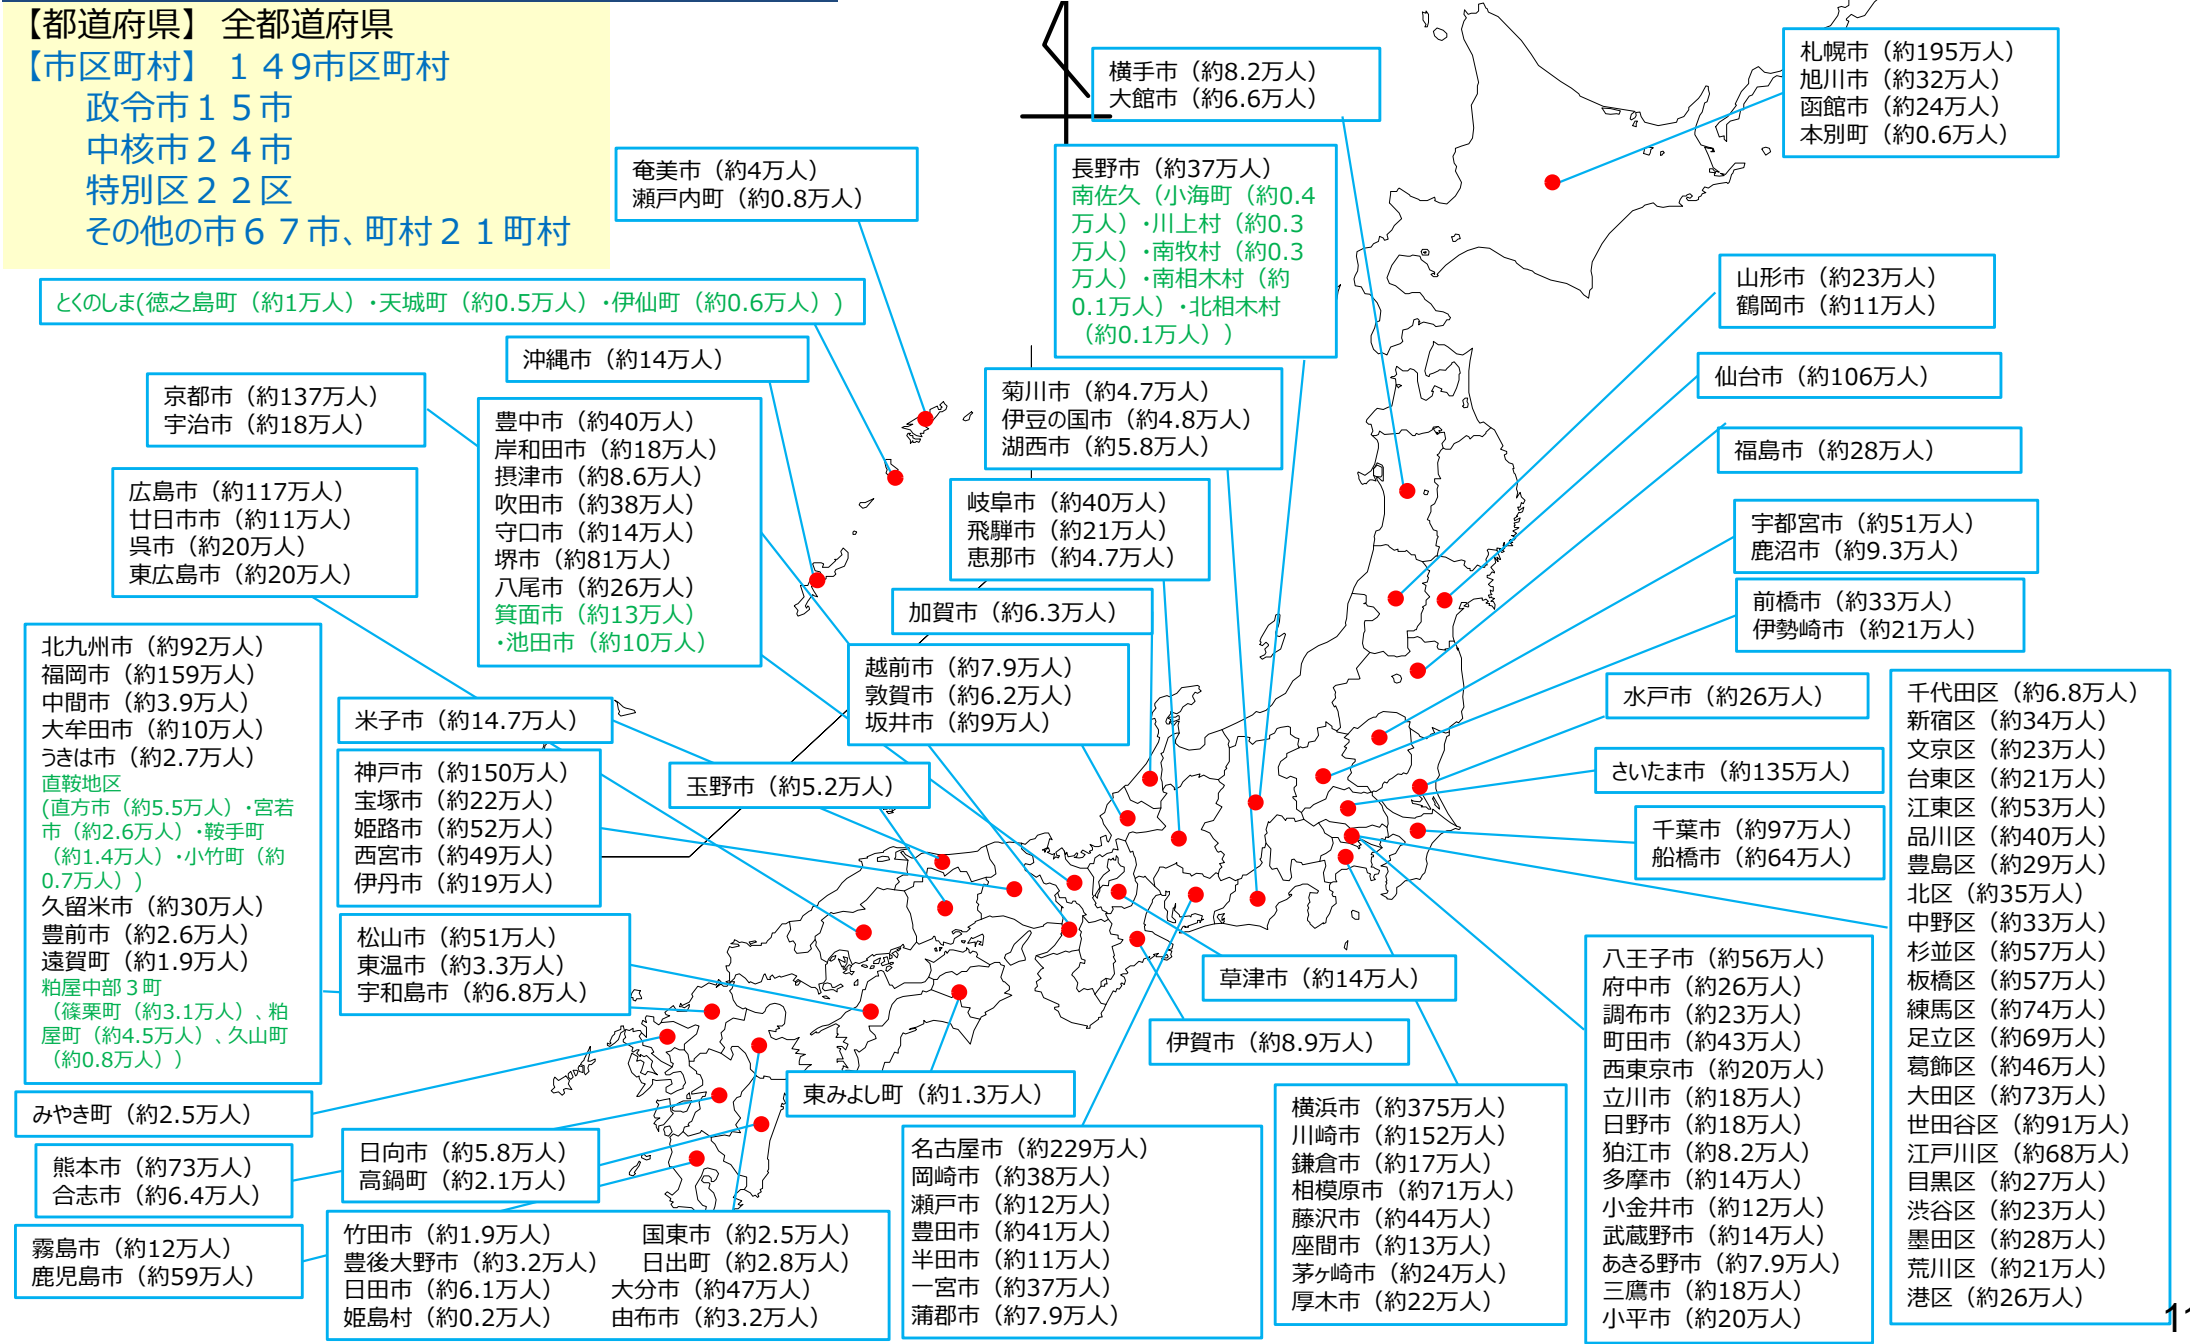 【都道府県】 全都道府県
【市区町村】 １４９市区町村
政令市１５市
中核市２４市
特別区２２区
その他の市６７市、町村２１町村
横手市（約8.2万人）
大館市（約6.6万人）
札幌市（約195万人）
旭川市（約32万人）
函館市（約24万人）
本別町（約0.6万人）
奄美市（約4万人）
瀬戸内町（約0.8万人）
長野市（約37万人）
南佐久（小海町（約0.4
万人）・川上村（約0.3
万人）・南牧村（約0.3
万人）・南相木村（約
0.1万人）・北相木村
（約0.1万人））
山形市（約23万人）
鶴岡市（約11万人）
とくのしま(徳之島町（約1万人）・天城町（約0.5万人）・伊仙町（約0.6万人）)
沖縄市（約14万人）
仙台市（約106万人）
京都市（約137万人）
宇治市（約18万人）
豊中市（約40万人）
岸和田市（約18万人）
摂津市（約8.6万人）
吹田市（約38万人）
守口市（約14万人）
堺市（約81万人）
八尾市（約26万人）
箕面市（約13万人）
・池田市（約10万人）
菊川市（約4.7万人）
伊豆の国市（約4.8万人）
湖西市（約5.8万人）
福島市（約28万人）
広島市（約117万人）
廿日市市（約11万人）
呉市（約20万人）
東広島市（約20万人）
岐阜市（約40万人）
飛騨市（約21万人）
恵那市（約4.7万人）
宇都宮市（約51万人）
鹿沼市（約9.3万人）
加賀市（約6.3万人）
前橋市（約33万人）
伊勢崎市（約21万人）
北九州市（約92万人）
福岡市（約159万人）
中間市（約3.9万人）
大牟田市（約10万人）
うきは市（約2.7万人）
直鞍地区
(直方市（約5.5万人）・宮若
市（約2.6万人）・鞍手町
（約1.4万人）・小竹町（約
0.7万人）)
久留米市（約30万人）
豊前市（約2.6万人）
遠賀町（約1.9万人）
粕屋中部３町
（篠栗町（約3.1万人）、粕
屋町（約4.5万人）、久山町
（約0.8万人））
越前市（約7.9万人）
敦賀市（約6.2万人）
坂井市（約9万人）
水戸市（約26万人）
米子市（約14.7万人）
さいたま市（約135万人）
神戸市（約150万人）
宝塚市（約22万人）
姫路市（約52万人）
西宮市（約49万人）
伊丹市（約19万人）
玉野市（約5.2万人）
千葉市（約97万人）
船橋市（約64万人）
千代田区（約6.8万人）
新宿区（約34万人）
文京区（約23万人）
台東区（約21万人）
江東区（約53万人）
品川区（約40万人）
豊島区（約29万人）
北区（約35万人）
中野区（約33万人）
杉並区（約57万人）
板橋区（約57万人）
練馬区（約74万人）
足立区（約69万人）
葛飾区（約46万人）
大田区（約73万人）
世田谷区（約91万人）
江戸川区（約68万人）
目黒区（約27万人）
渋谷区（約23万人）
墨田区（約28万人）
荒川区（約21万人）
港区（約26万人）
松山市（約51万人）
東温市（約3.3万人）
宇和島市（約6.8万人）
草津市（約14万人）
伊賀市（約8.9万人）
八王子市（約56万人）
府中市（約26万人）
調布市（約23万人）
町田市（約43万人）
西東京市（約20万人）
立川市（約18万人）
日野市（約18万人）
狛江市（約8.2万人）
多摩市（約14万人）
小金井市（約12万人）
武蔵野市（約14万人）
あきる野市（約7.9万人）
三鷹市（約18万人）
小平市（約20万人）
みやき町（約2.5万人）
東みよし町（約1.3万人）
熊本市（約73万人）
合志市（約6.4万人）
日向市（約5.8万人）
高鍋町（約2.1万人）
名古屋市（約229万人）
岡崎市（約38万人）
瀬戸市（約12万人）
豊田市（約41万人）
半田市（約11万人）
一宮市（約37万人）
蒲郡市（約7.9万人）
横浜市（約375万人）
川崎市（約152万人）
鎌倉市（約17万人）
相模原市（約71万人）
藤沢市（約44万人）
座間市（約13万人）
茅ヶ崎市（約24万人）
厚木市（約22万人）
霧島市（約12万人）
鹿児島市（約59万人）
竹田市（約1.9万人） 国東市（約2.5万人）
豊後大野市（約3.2万人） 日出町（約2.8万人）
日田市（約6.1万人） 大分市（約47万人）
姫島村（約0.2万人） 由布市（約3.2万人）